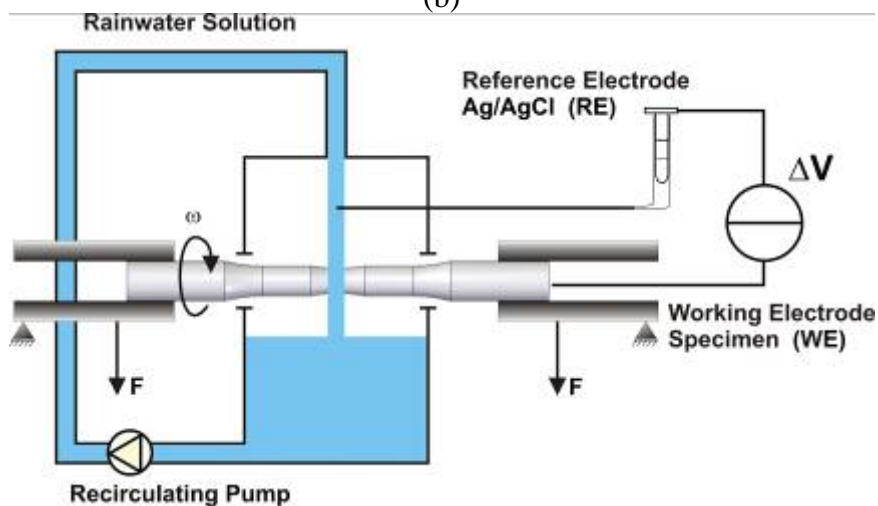 (b)
Rainwater Solution
Reference Electrode
Ag/AgCl (RE)
ΔV
ω
Working Electrode
Specimen (WE)
F
F
Recirculating Pump